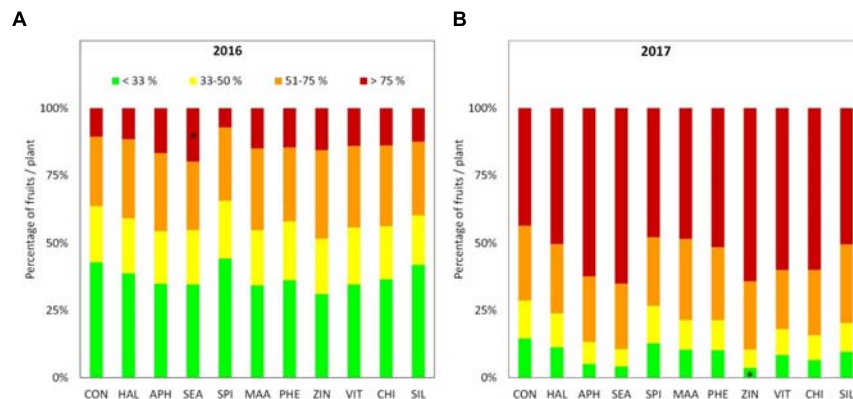 A
2016
< 33 % 33-50 % 51-75 % > 75 %
Percentage of fruits / plant
100%
75%
50%
25%
0%
CON HAL APH SEA SPI MAA PHE ZIN VIT CHI SIL
*
B
2017
Percentage of fruits / plant
100%
75%
50%
25%
0%
*
CON HAL APH SEA SPI MAA PHE ZIN VIT CHI SIL